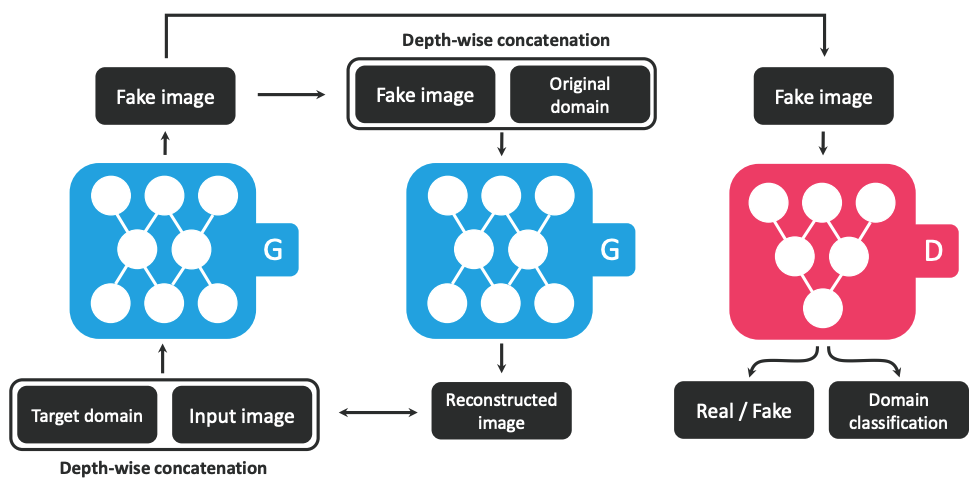 Depth-wise concatenation
Fake image
Fake image
Original
domain
Fake image
G
G
D
Target domain
Input image
Reconstructed
image
Real / Fake
Domain
classification
Depth-wise concatenation